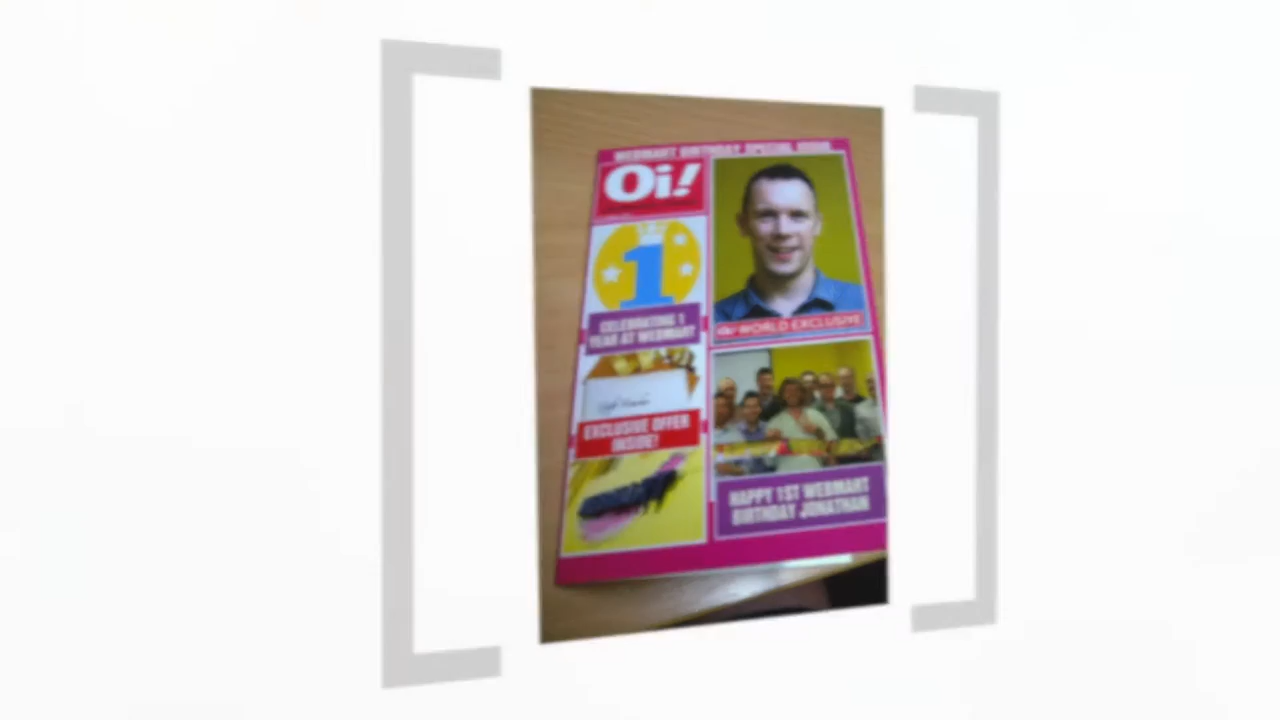 WEBMART BIRTHDAY SPECIAL ISSUE
Oi!
1
CELEBRATING 1
YEAR AT WEBMART
EXCLUSIVE OFFER
INSIDE!
WORLD EXCLUSIVE
HAPPY 1ST WEBMART
BIRTHDAY JONATHAN